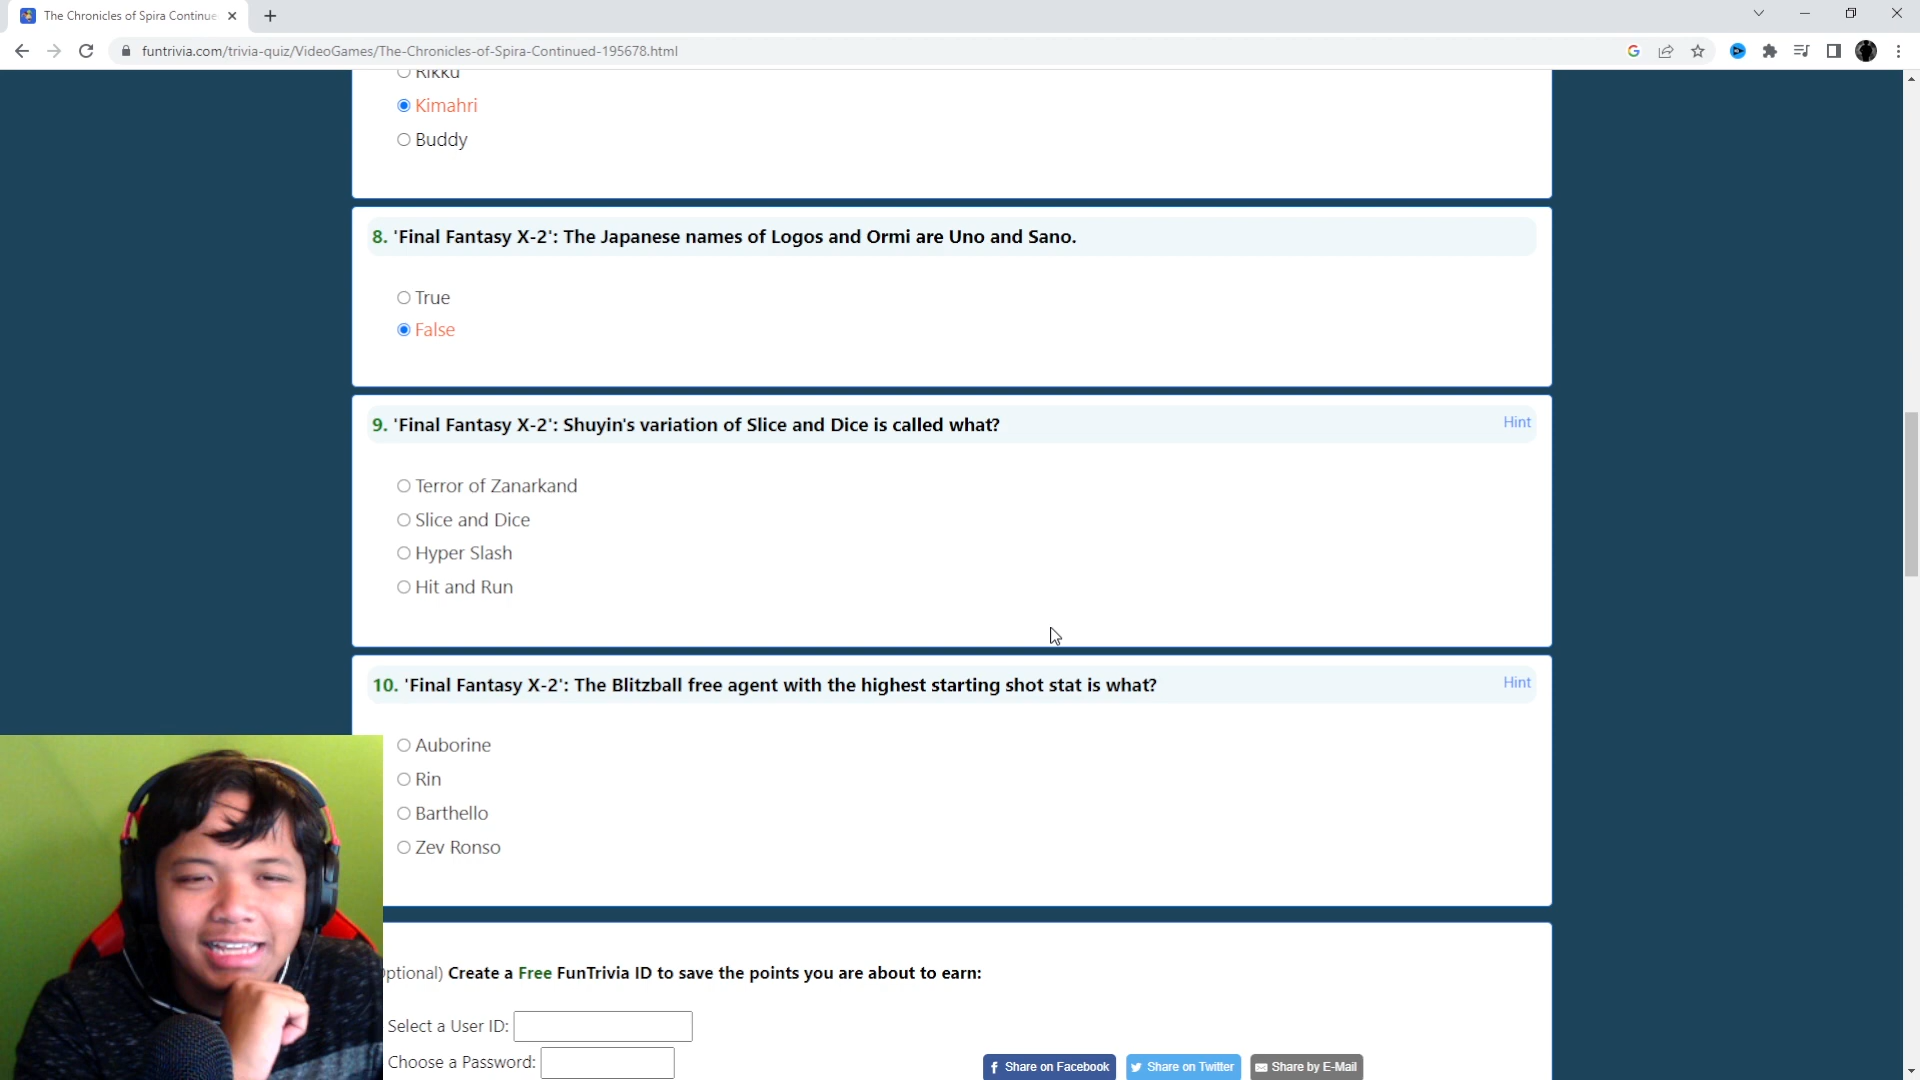 The Chronicles of Spira Continue
funtrivia.com/trivia-quiz/VideoGames/The-Chronicles-of-Spira-Continued-195678.html
Rikku
Kimahri
Buddy
8. 'Final Fantasy X-2': The Japanese names of Logos and Ormi are Uno and Sano.
True
False
9. 'Final Fantasy X-2': Shuyin's variation of Slice and Dice is called what?
Hint
Terror of Zanarkand
Slice and Dice
Hyper Slash
Hit and Run
10. 'Final Fantasy X-2': The Blitzball free agent with the highest starting shot stat is what?
Hint
Auborine
Rin
Barthello
Zev Ronso
ptional) Create a Free FunTrivia ID to save the points you are about to earn:
Select a User ID:
Choose a Password:
Share on Facebook
Share on Twitter
Share by E-Mail